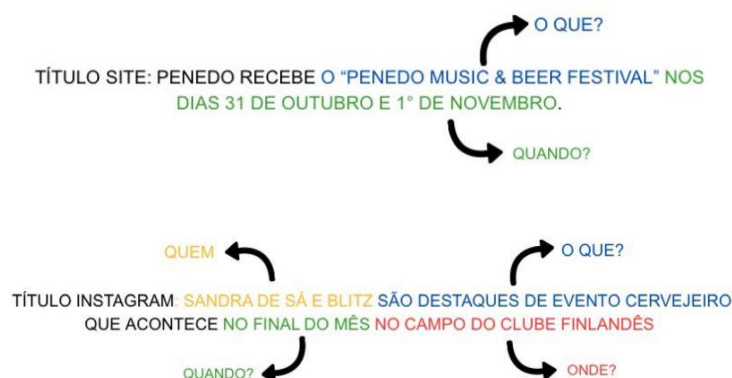 O QUE?
TÍTULO SITE: PENEDO RECEBE O “PENEDO MUSIC & BEER FESTIVAL” NOS
DIAS 31 DE OUTUBRO E 1° DE NOVEMBRO.
QUANDO?
QUEM
O QUE?
TÍTULO INSTAGRAM: SANDRA DE SÁ E BLITZ SÃO DESTAQUES DE EVENTO CERVEJEIRO
QUE ACONTECE NO FINAL DO MÊS NO CAMPO DO CLUBE FINLANDÊS
QUANDO?
ONDE?